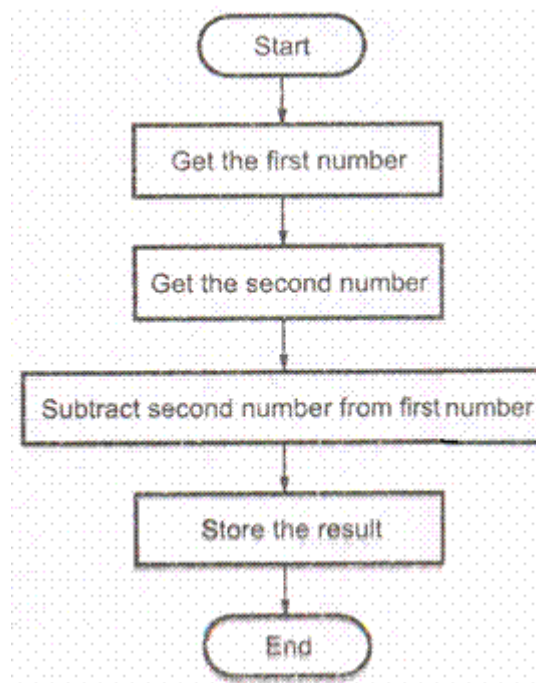 Start
Get the first number
Get the second number
Subtract second number from first number
Store the result
End